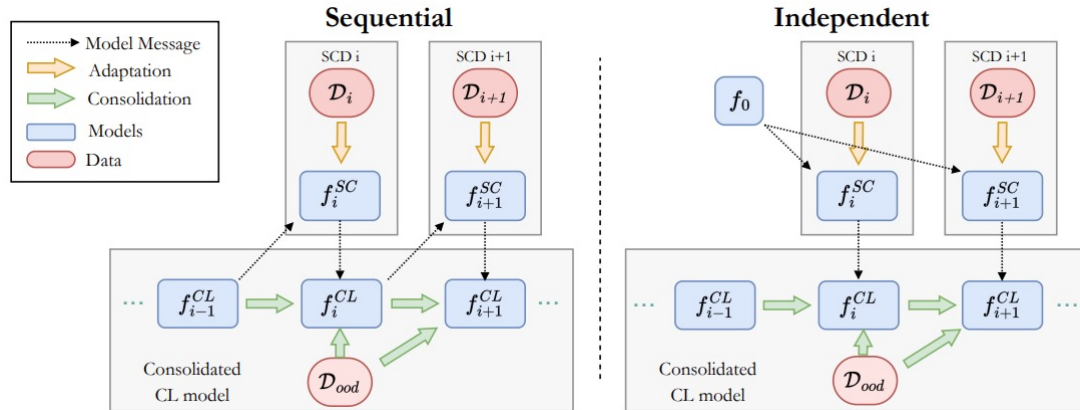 Sequential
Independent
Model Message
Adaptation
Consolidation
Models
Data
SCD i
SCD i+1
𝒟_i
𝒟_{i+1}
f_i^{SC}
f_{i+1}^{SC}
... f_{i-1}^{CL} f_i^{CL} f_{i+1}^{CL} ...
𝒟_{ood}
Consolidated
CL model
SCD i
SCD i+1
f_0
𝒟_i
𝒟_{i+1}
f_i^{SC}
f_{i+1}^{SC}
... f_{i-1}^{CL} f_i^{CL} f_{i+1}^{CL} ...
𝒟_{ood}
Consolidated
CL model